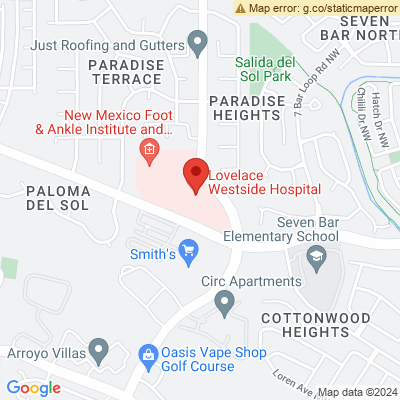 Map error: g.co/staticmaperror
SEVEN
BAR NORTH
Just Roofing and Gutters
7 Bar Loop Rd NW
Salida del
Sol Park
PARADISE
TERRACE
Chililí Dr NW
Hatch Dr NW
PARADISE
HEIGHTS
New Mexico Foot
& Ankle Institute and...
Lovelace
Westside Hospital
PALOMA
DEL SOL
Seven Bar
Elementary School
Smith's
Circ Apartments
COTTONWOOD
HEIGHTS
Arroyo Villas
Oasis Vape Shop
Golf Course
Loren Ave
Google
Map data ©2024